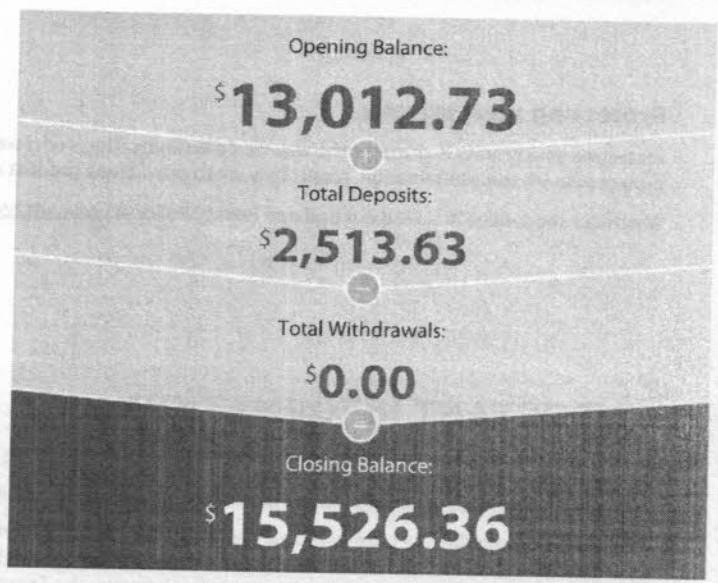 Opening Balance:
$13,012.73
+
Total Deposits:
$2,513.63
−
Total Withdrawals:
$0.00
=
Closing Balance:
$15,526.36